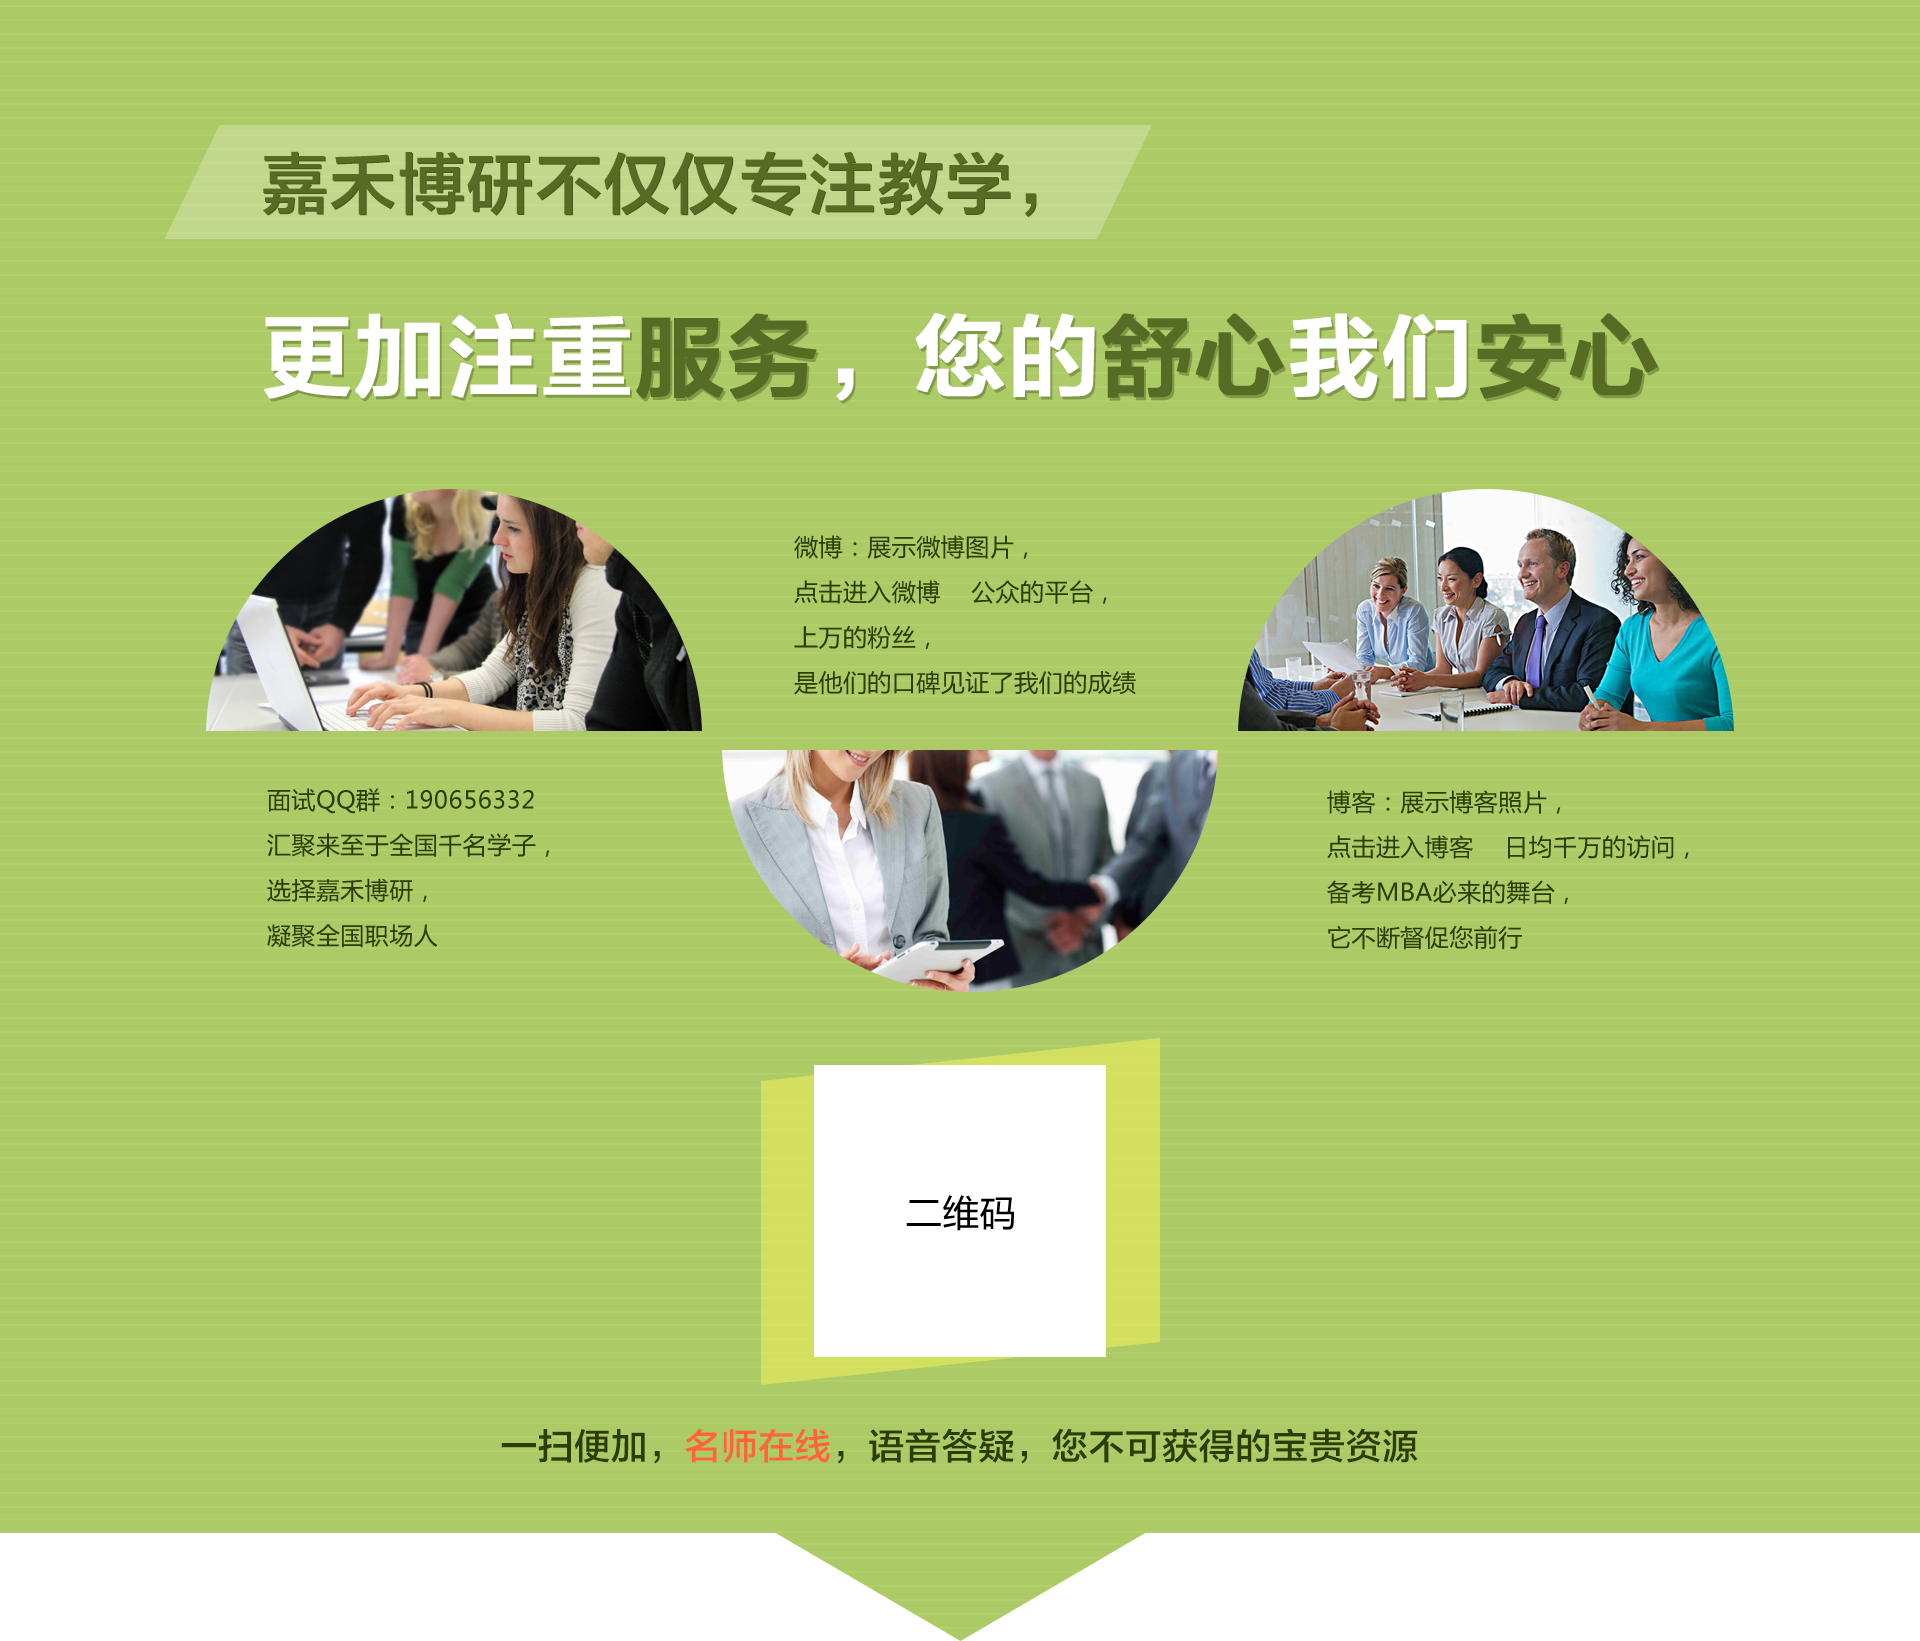 嘉禾博研不仅仅专注教学，
更加注重服务，您的舒心我们安心
微博：展示微博图片，
点击进入微博 公众的平台，
上万的粉丝，
是他们的口碑见证了我们的成绩
面试QQ群：190656332
汇聚来至于全国千名学子，
选择嘉禾博研，
凝聚全国职场人
博客：展示博客照片，
点击进入博客 日均千万的访问，
备考MBA必来的舞台，
它不断督促您前行
二维码
一扫便加，名师在线，语音答疑，您不可获得的宝贵资源